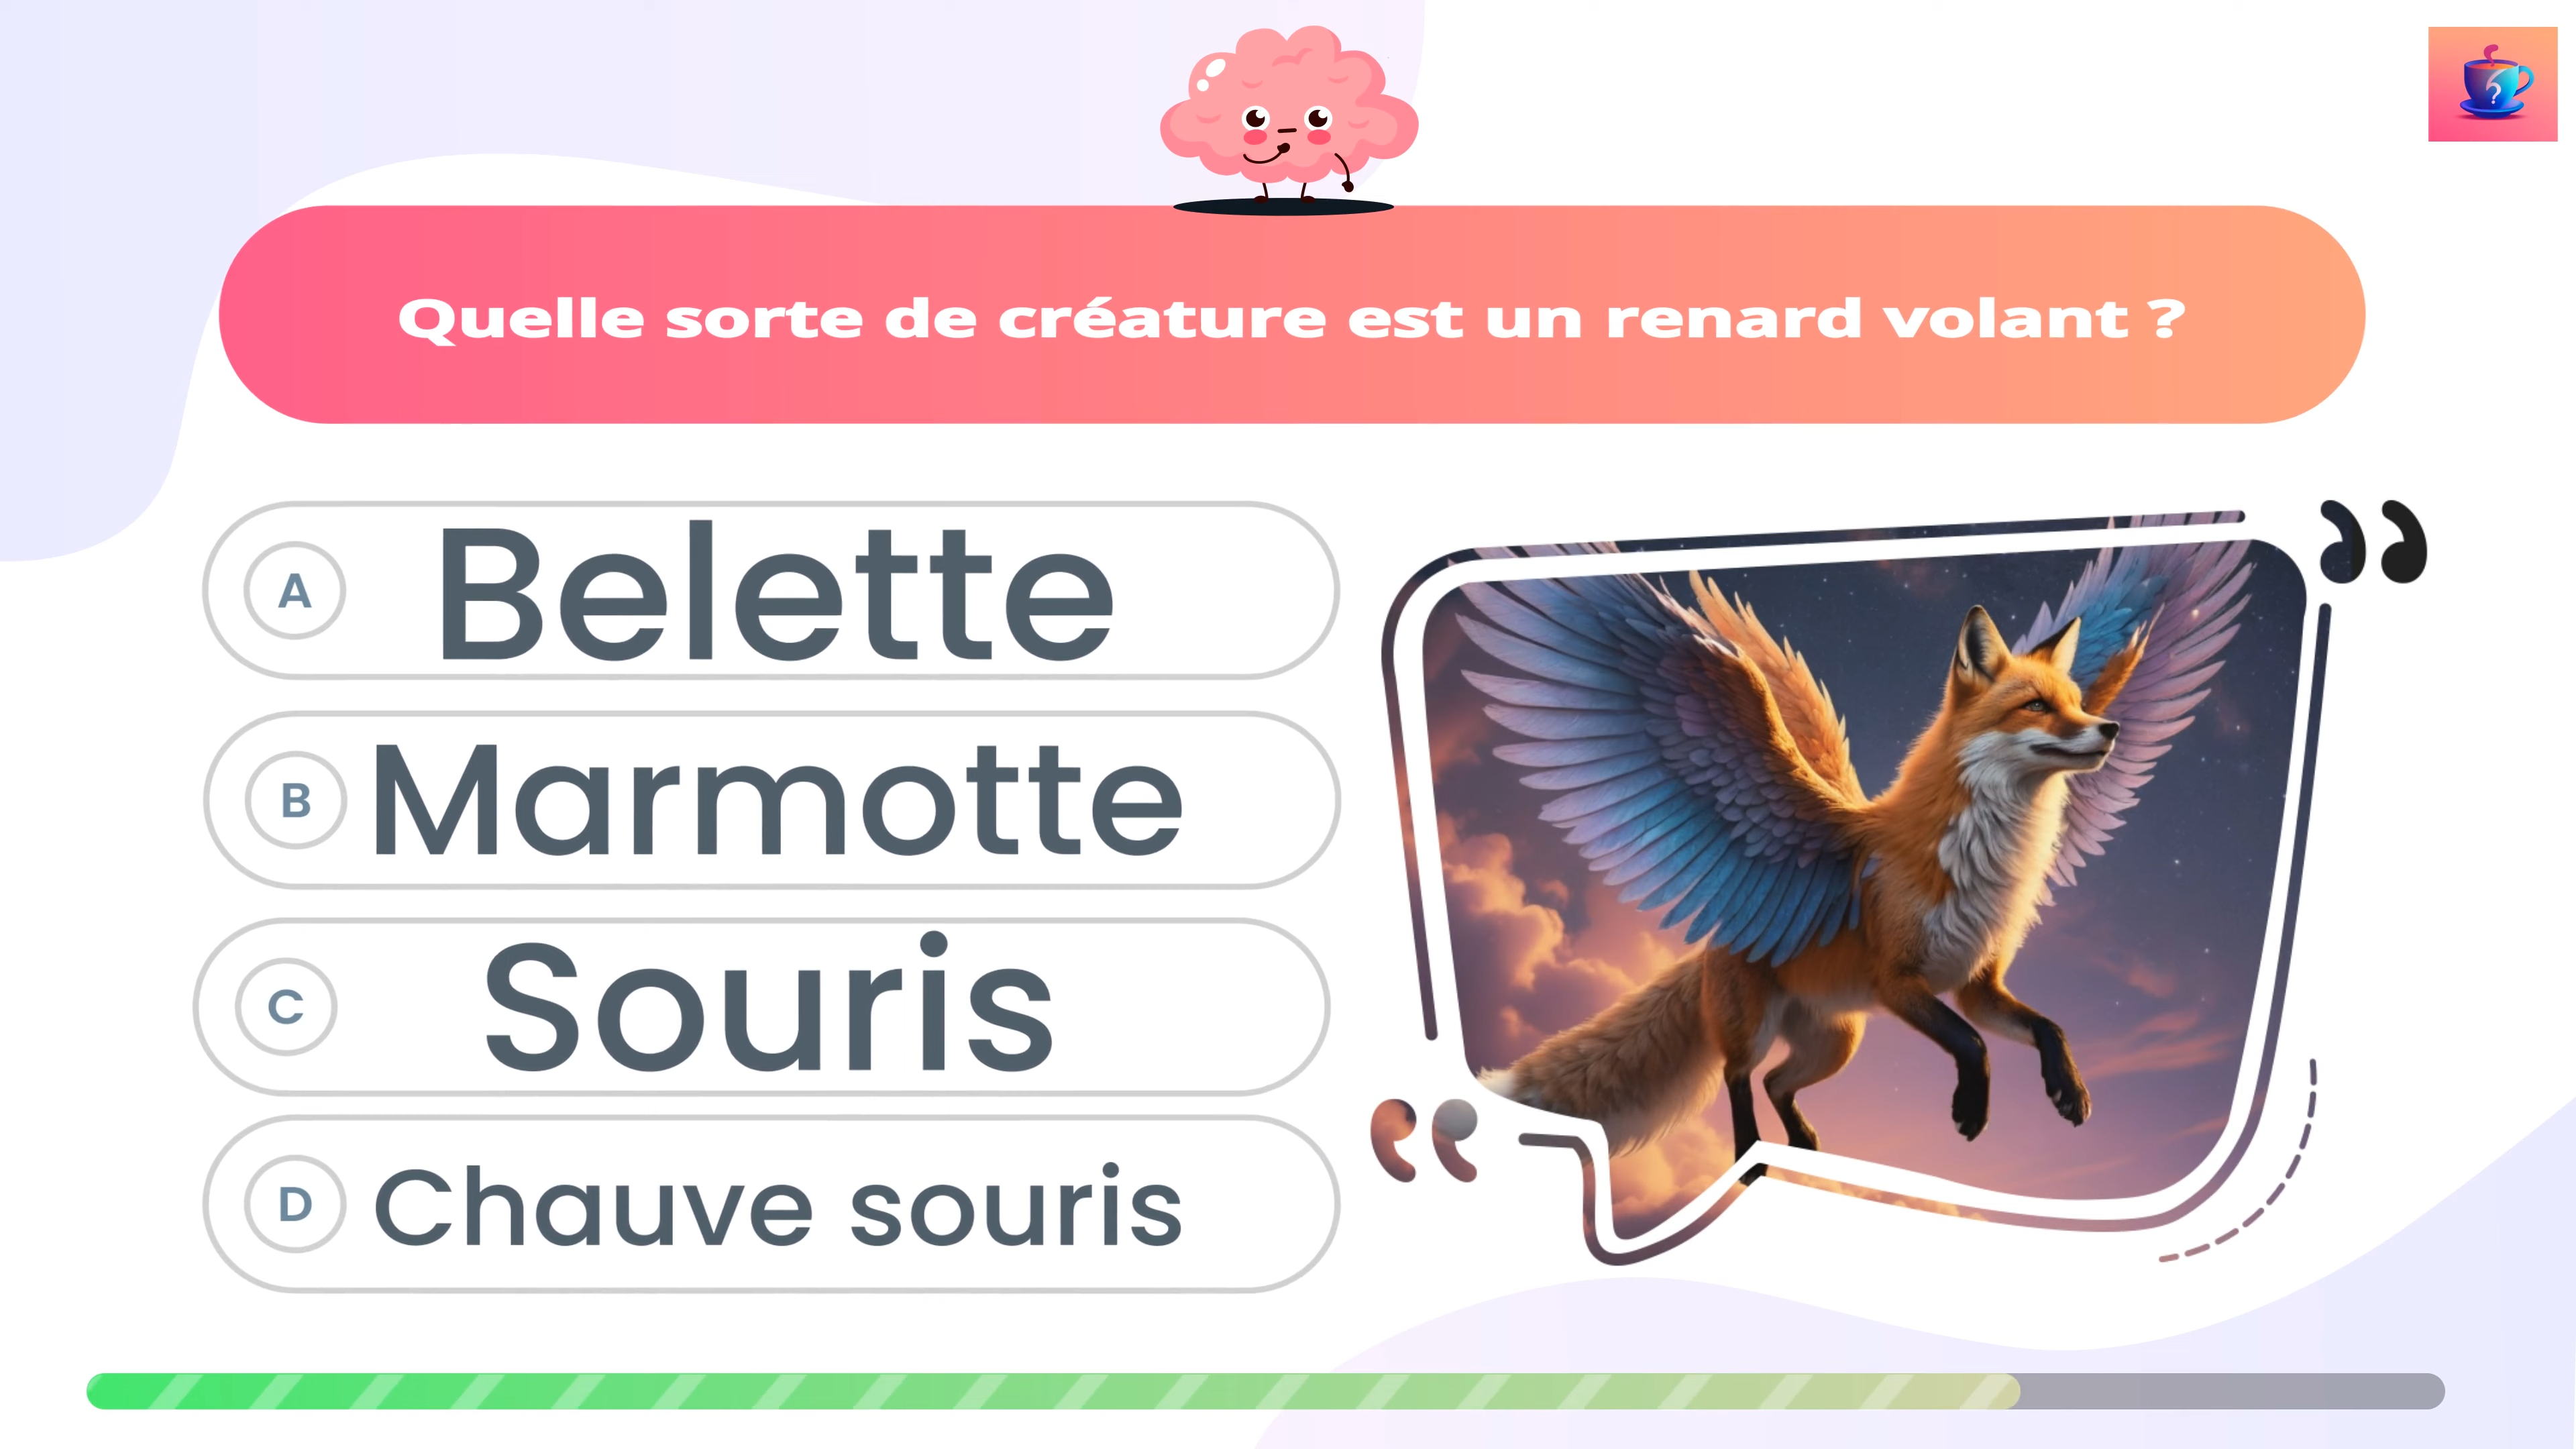 Quelle sorte de créature est un renard volant ?
A Belette
B Marmotte
C Souris
D Chauve souris